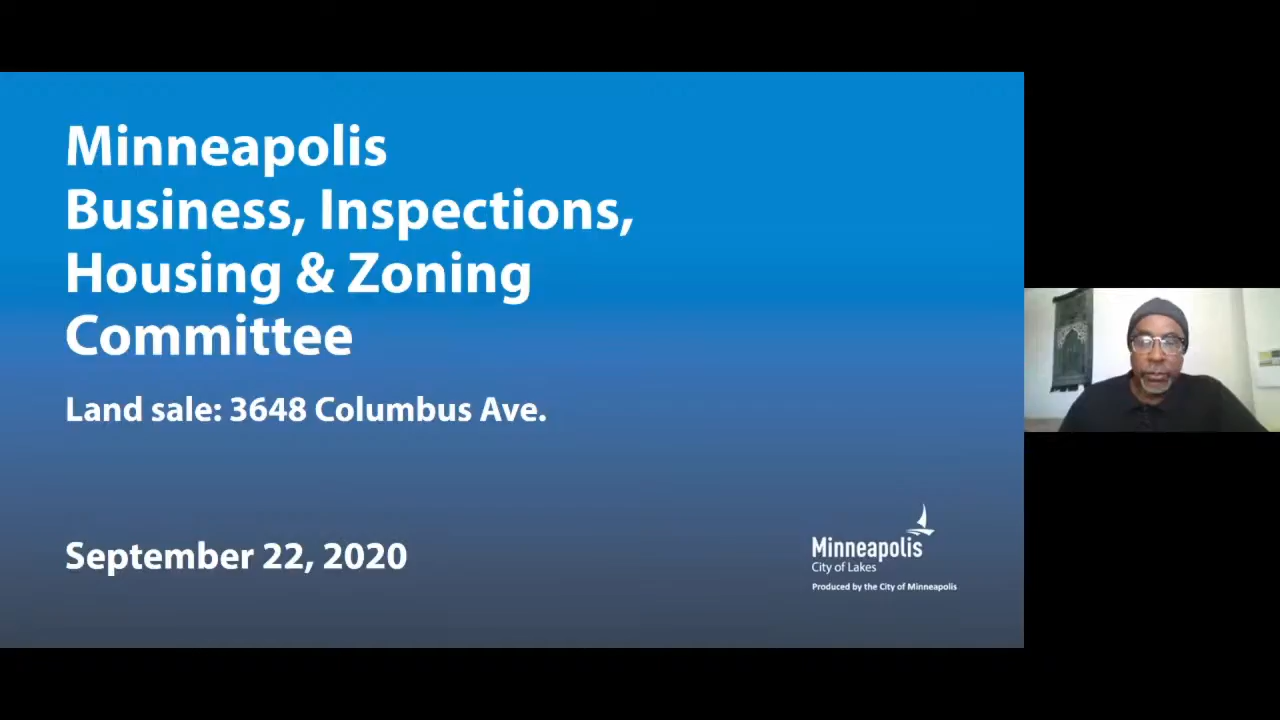 Minneapolis
Business, Inspections,
Housing & Zoning
Committee
Land sale: 3648 Columbus Ave.
September 22, 2020
Minneapolis
City of Lakes
Produced by the City of Minneapolis